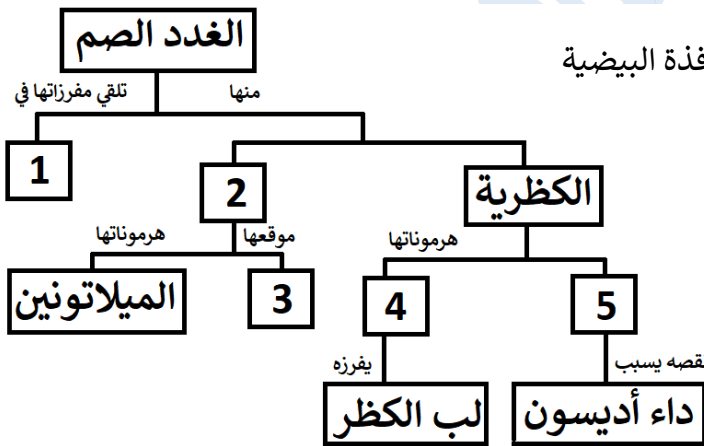 الغدد الصم
فذة البيضية
تلقي مفرزاتها في
منها
1
2
الكظرية
هرموناتها
موقعها
هرموناتها
الميلاتونين
3
4
5
يفرزه
نقصه يسبب
لب الكظر
داء أديسون